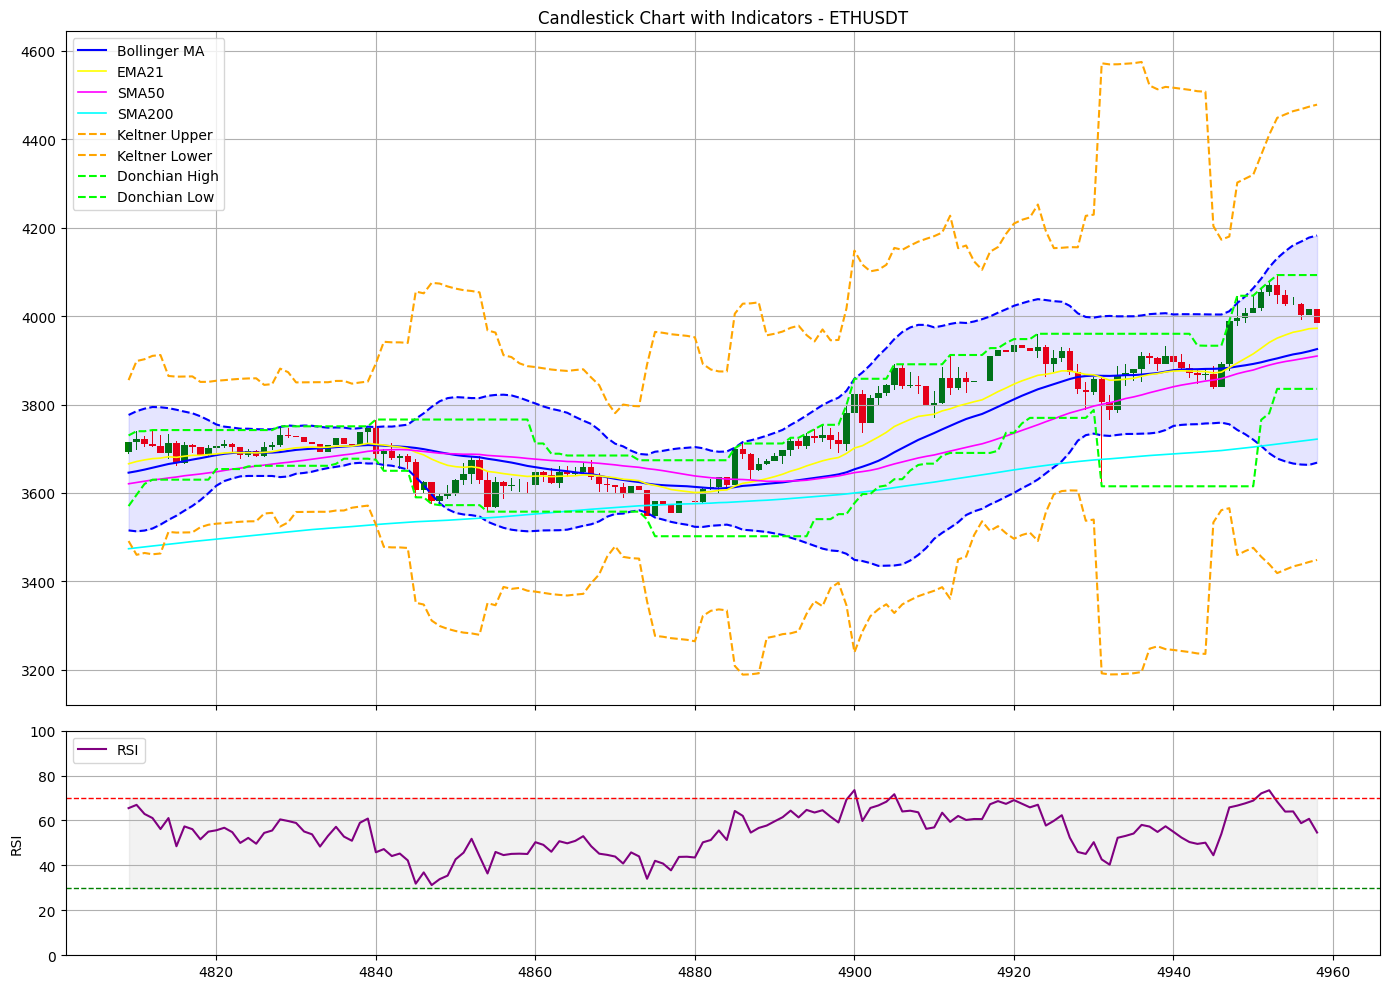 Candlestick Chart with Indicators - ETHUSDT
4600
4400
4200
4000
3800
3600
3400
3200
Bollinger MA
EMA21
SMA50
SMA200
Keltner Upper
Keltner Lower
Donchian High
Donchian Low
100
80
60
40
20
0
RSI
RSI
4820
4840
4860
4880
4900
4920
4940
4960